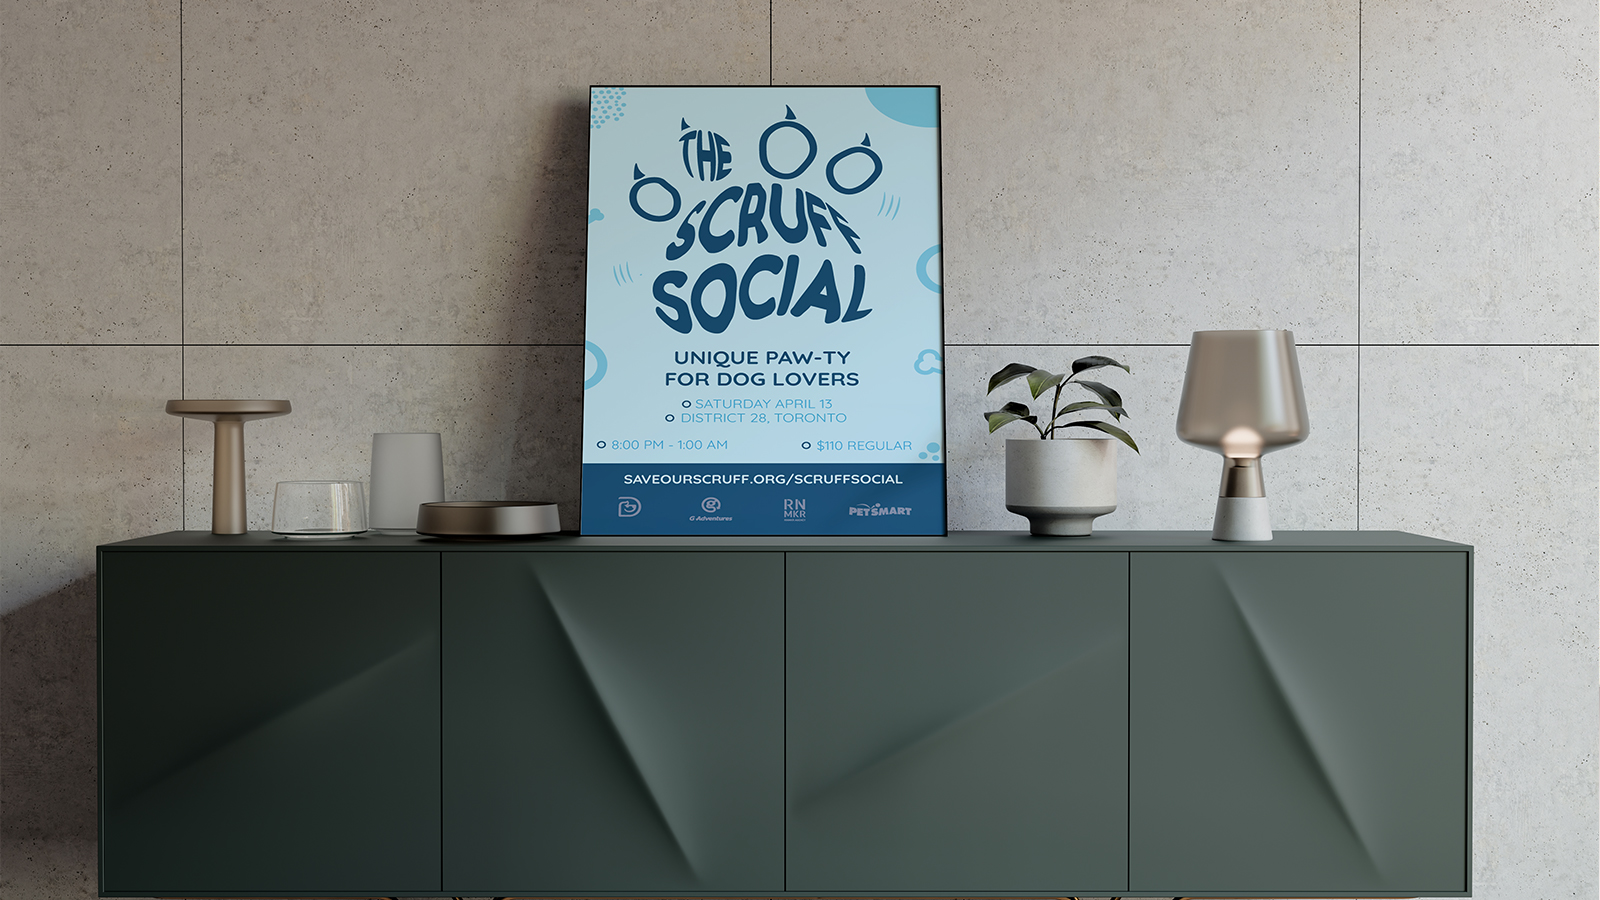 THE
SCRUFF
SOCIAL
UNIQUE PAW-TY
FOR DOG LOVERS
SATURDAY APRIL 13
DISTRICT 28, TORONTO
8:00 PM - 1:00 AM
$110 REGULAR
SAVEOURSCRUFF.ORG/SCRUFFSOCIAL
G Adventures
RN
MKR
PETSMART